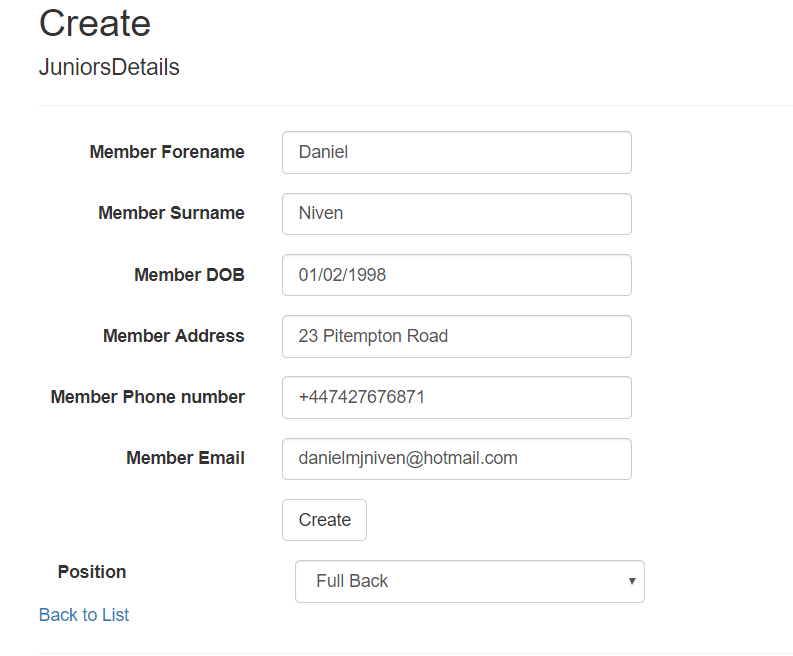 Create
JuniorsDetails
Member Forename Daniel
Member Surname Niven
Member DOB 01/02/1998
Member Address 23 Pitempton Road
Member Phone number +447427676871
Member Email danielmjniven@hotmail.com
Create
Position Full Back
Back to List